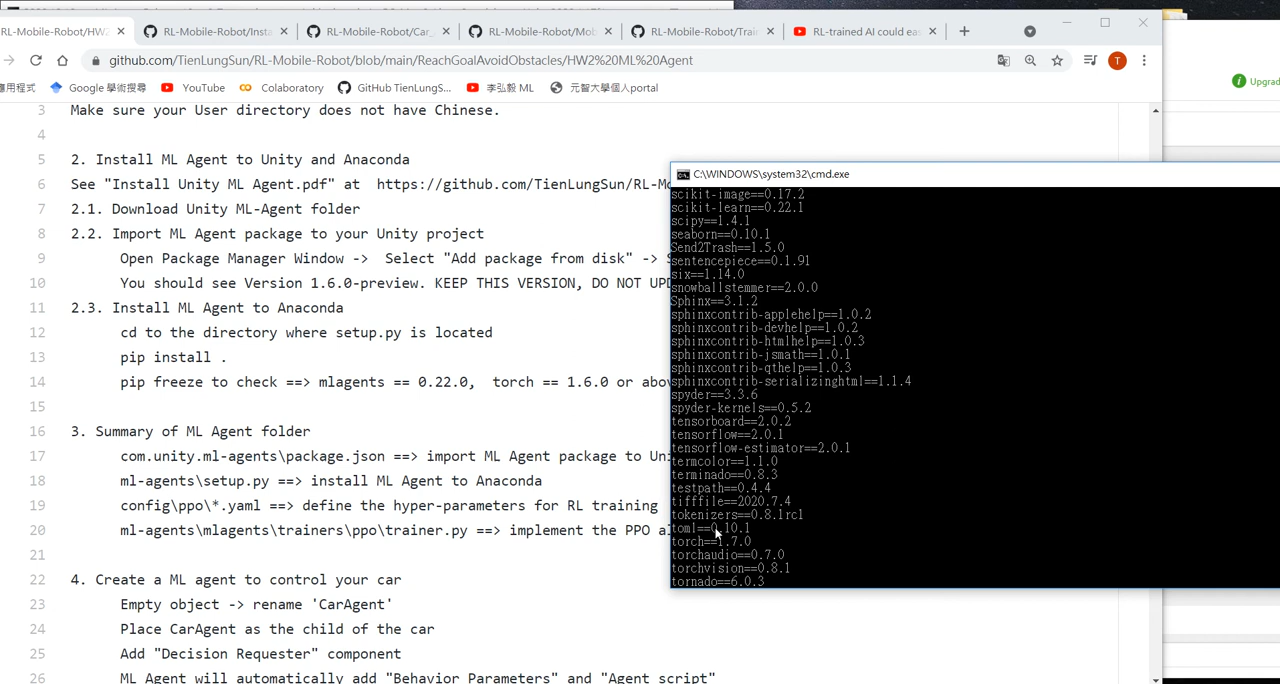 RL-Mobile-Robot/HW2
RL-Mobile-Robot/Insta
RL-Mobile-Robot/Car_
RL-Mobile-Robot/Mob
RL-Mobile-Robot/Train
RL-trained AI could eas
github.com/TienLungSun/RL-Mobile-Robot/blob/main/ReachGoalAvoidObstacles/HW2%20ML%20Agent
T
應用程式
Google 學術搜尋
YouTube
Colaboratory
GitHub TienLungS...
李弘毅 ML
元智大學個人portal
Upgrad
3 Make sure your User directory does not have Chinese.
4
5 2. Install ML Agent to Unity and Anaconda
6 See "Install Unity ML Agent.pdf" at https://github.com/TienLungSun/RL-Mo
7 2.1. Download Unity ML-Agent folder
8 2.2. Import ML Agent package to your Unity project
9 Open Package Manager Window -> Select "Add package from disk" -> S
10 You should see Version 1.6.0-preview. KEEP THIS VERSION, DO NOT UPD
11 2.3. Install ML Agent to Anaconda
12 cd to the directory where setup.py is located
13 pip install .
14 pip freeze to check ==> mlagents == 0.22.0, torch == 1.6.0 or abov
15
16 3. Summary of ML Agent folder
17 com.unity.ml-agents\package.json ==> import ML Agent package to Uni
18 ml-agents\setup.py ==> install ML Agent to Anaconda
19 config\ppo\*.yaml ==> define the hyper-parameters for RL training
20 ml-agents\mlagents\trainers\ppo\trainer.py ==> implement the PPO al
21
22 4. Create a ML agent to control your car
23 Empty object -> rename 'CarAgent'
24 Place CarAgent as the child of the car
25 Add "Decision Requester" component
26 ML Agent will automatically add "Behavior Parameters" and "Agent script"
C:\WINDOWS\system32\cmd.exe
scikit-image==0.17.2
scikit-learn==0.22.1
scipy==1.4.1
seaborn==0.10.1
Send2Trash==1.5.0
sentencepiece==0.1.91
six==1.14.0
snowballstemmer==2.0.0
Sphinx==3.1.2
sphinxcontrib-applehelp==1.0.2
sphinxcontrib-devhelp==1.0.2
sphinxcontrib-htmlhelp==1.0.3
sphinxcontrib-jsmath==1.0.1
sphinxcontrib-qthelp==1.0.3
sphinxcontrib-serializinghtml==1.1.4
spyder==3.3.6
spyder-kernels==0.5.2
tensorboard==2.0.2
tensorflow==2.0.1
tensorflow-estimator==2.0.1
termcolor==1.1.0
terminado==0.8.3
testpath==0.4.4
tifffile==2020.7.4
tokenizers==0.8.1rc1
toml==0.10.1
torch==1.7.0
torchaudio==0.7.0
torchvision==0.8.1
tornado==6.0.3